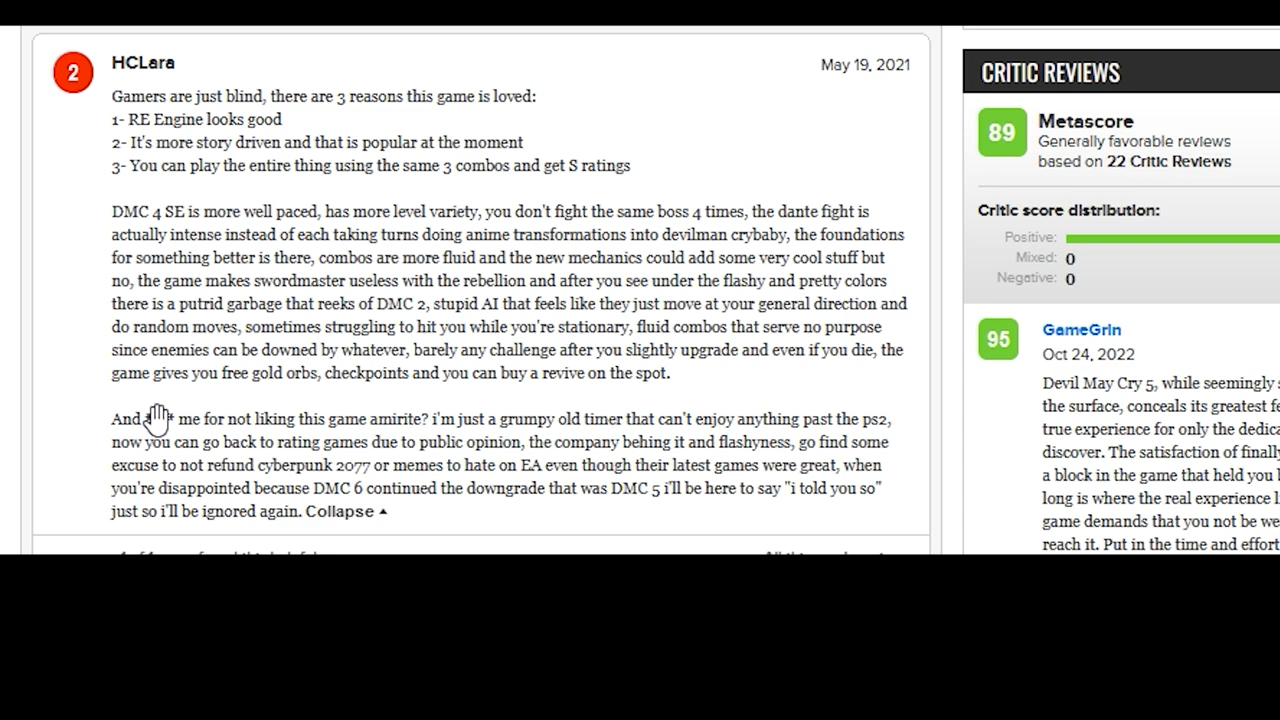 2
HCLara
May 19, 2021
Gamers are just blind, there are 3 reasons this game is loved:
1- RE Engine looks good
2- It's more story driven and that is popular at the moment
3- You can play the entire thing using the same 3 combos and get S ratings
DMC 4 SE is more well paced, has more level variety, you don't fight the same boss 4 times, the dante fight is
actually intense instead of each taking turns doing anime transformations into devilman crybaby, the foundations
for something better is there, combos are more fluid and the new mechanics could add some very cool stuff but
no, the game makes swordmaster useless with the rebellion and after you see under the flashy and pretty colors
there is a putrid garbage that reeks of DMC 2, stupid AI that feels like they just move at your general direction and
do random moves, sometimes struggling to hit you while you're stationary, fluid combos that serve no purpose
since enemies can be downed by whatever, barely any challenge after you slightly upgrade and even if you die, the
game gives you free gold orbs, checkpoints and you can buy a revive on the spot.
And me for not liking this game amirite? i'm just a grumpy old timer that can't enjoy anything past the ps2,
now you can go back to rating games due to public opinion, the company behing it and flashyness, go find some
excuse to not refund cyberpunk 2077 or memes to hate on EA even though their latest games were great, when
you're disappointed because DMC 6 continued the downgrade that was DMC 5 i'll be here to say "i told you so"
just so i'll be ignored again. Collapse
CRITIC REVIEWS
89
Metascore
Generally favorable reviews
based on 22 Critic Reviews
Critic score distribution:
Positive:
Mixed: 0
Negative: 0
95
GameGrin
Oct 24, 2022
Devil May Cry 5, while seemingly
the surface, conceals its greatest
true experience for only the
discover. The satisfaction of
a block in the game that held you
long is where the real experience
game demands that you not be
reach it. Put in the time and effort